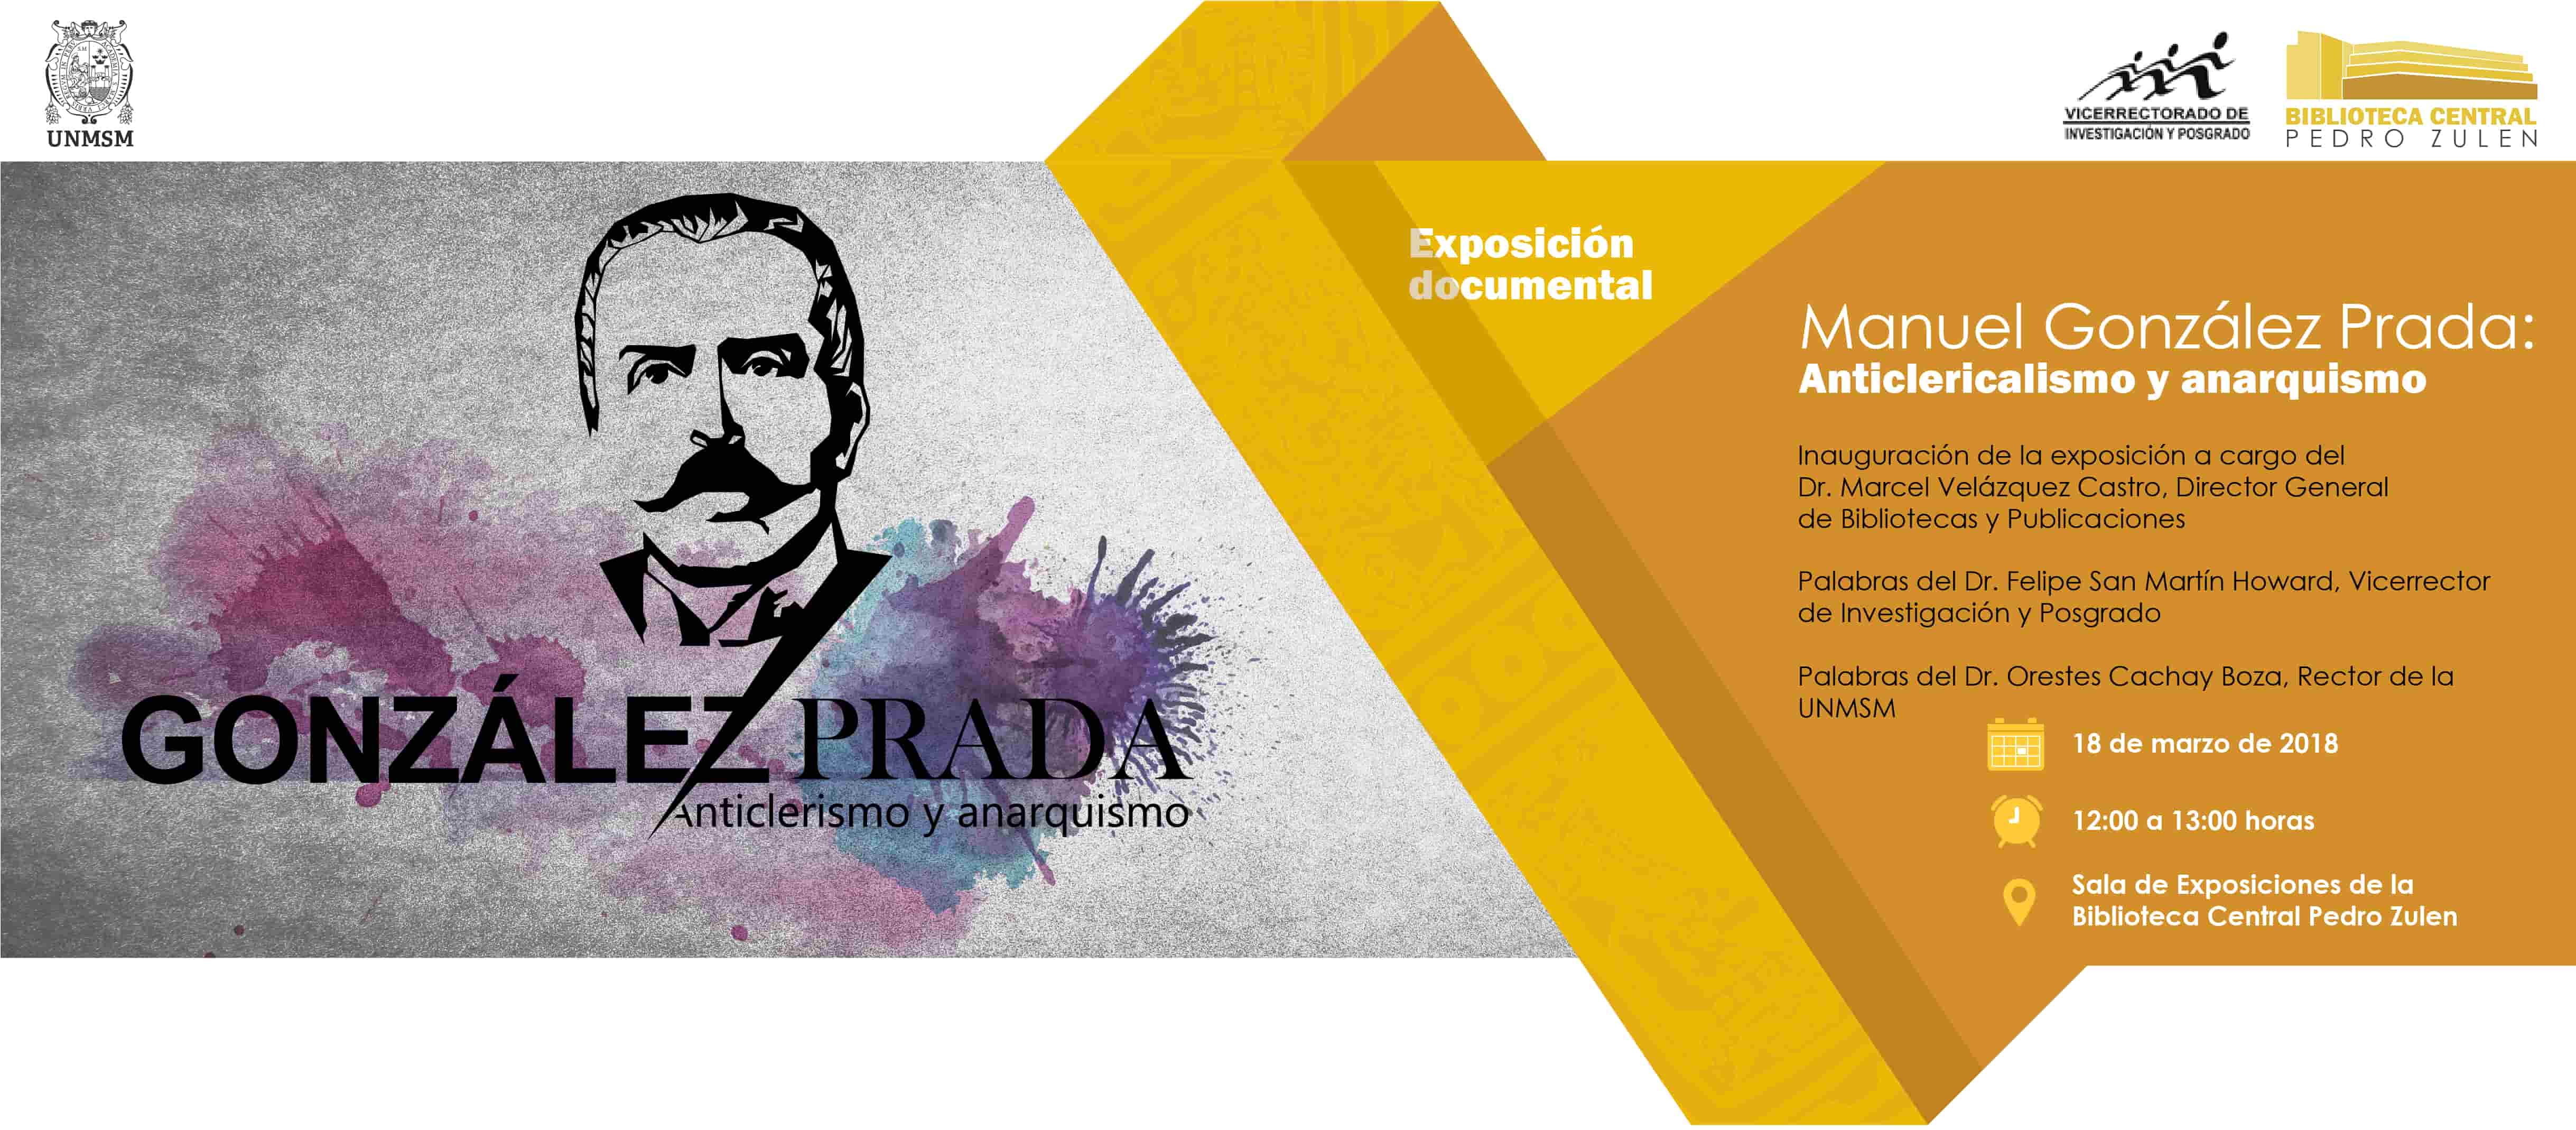 UNMSM
VICERRECTORADO DE
INVESTIGACIÓN Y POSGRADO
BIBLIOTECA CENTRAL
PEDRO ZULEN
GONZÁLEZ PRADA
Anticlerismo y anarquismo
Exposición
documental
Manuel González Prada:
Anticlericalismo y anarquismo
Inauguración de la exposición a cargo del
Dr. Marcel Velázquez Castro, Director General
de Bibliotecas y Publicaciones
Palabras del Dr. Felipe San Martín Howard, Vicerrector
de Investigación y Posgrado
Palabras del Dr. Orestes Cachay Boza, Rector de la
UNMSM
18 de marzo de 2018
12:00 a 13:00 horas
Sala de Exposiciones de la
Biblioteca Central Pedro Zulen